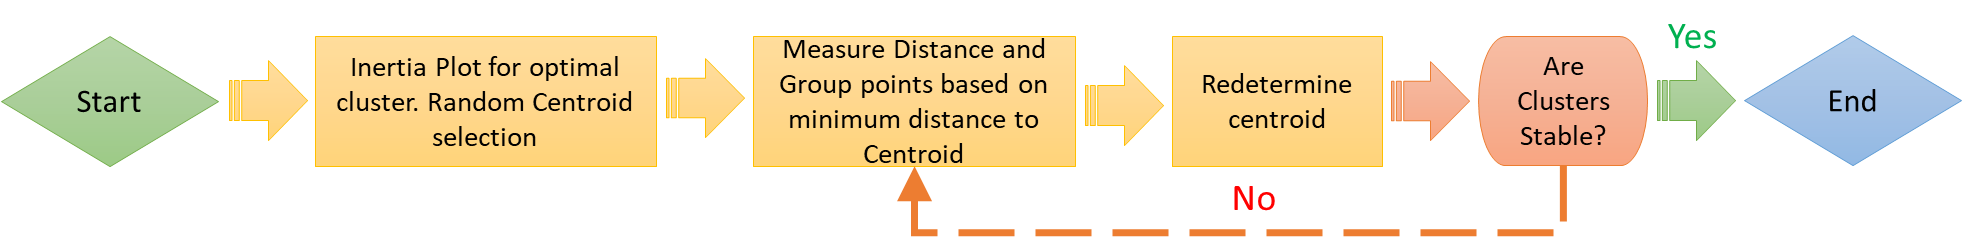 Start
Inertia Plot for optimal
cluster. Random Centroid
selection
Measure Distance and
Group points based on
minimum distance to
Centroid
Redetermine
centroid
Are
Clusters
Stable?
Yes
End
No